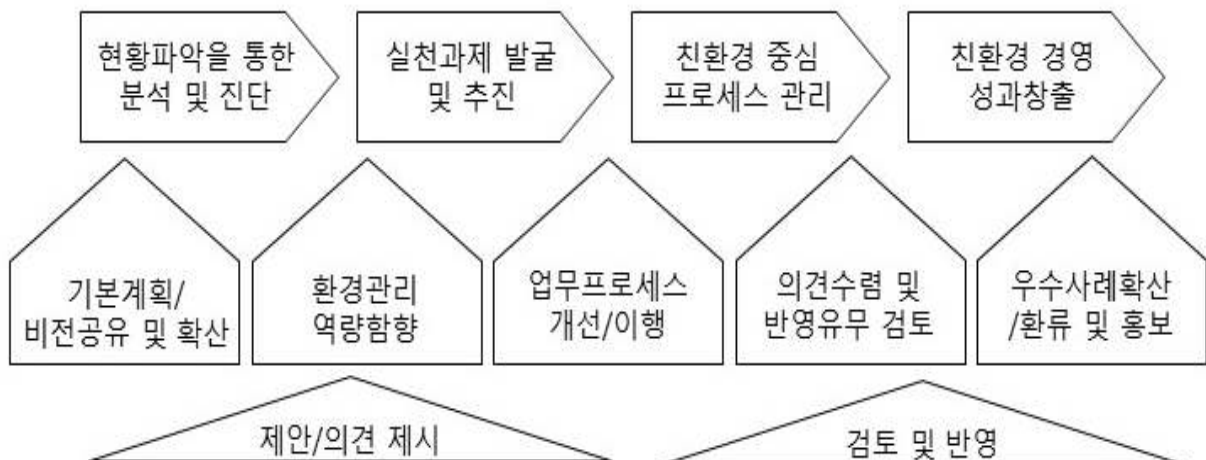 현황파악을 통한
분석 및 진단
실천과제 발굴
및 추진
친환경 중심
프로세스 관리
친환경 경영
성과창출
기본계획/
비전공유 및 확산
환경관리
역량함향
업무프로세스
개선/이행
의견수렴 및
반영유무 검토
우수사례확산
/환류 및 홍보
제안/의견 제시
검토 및 반영